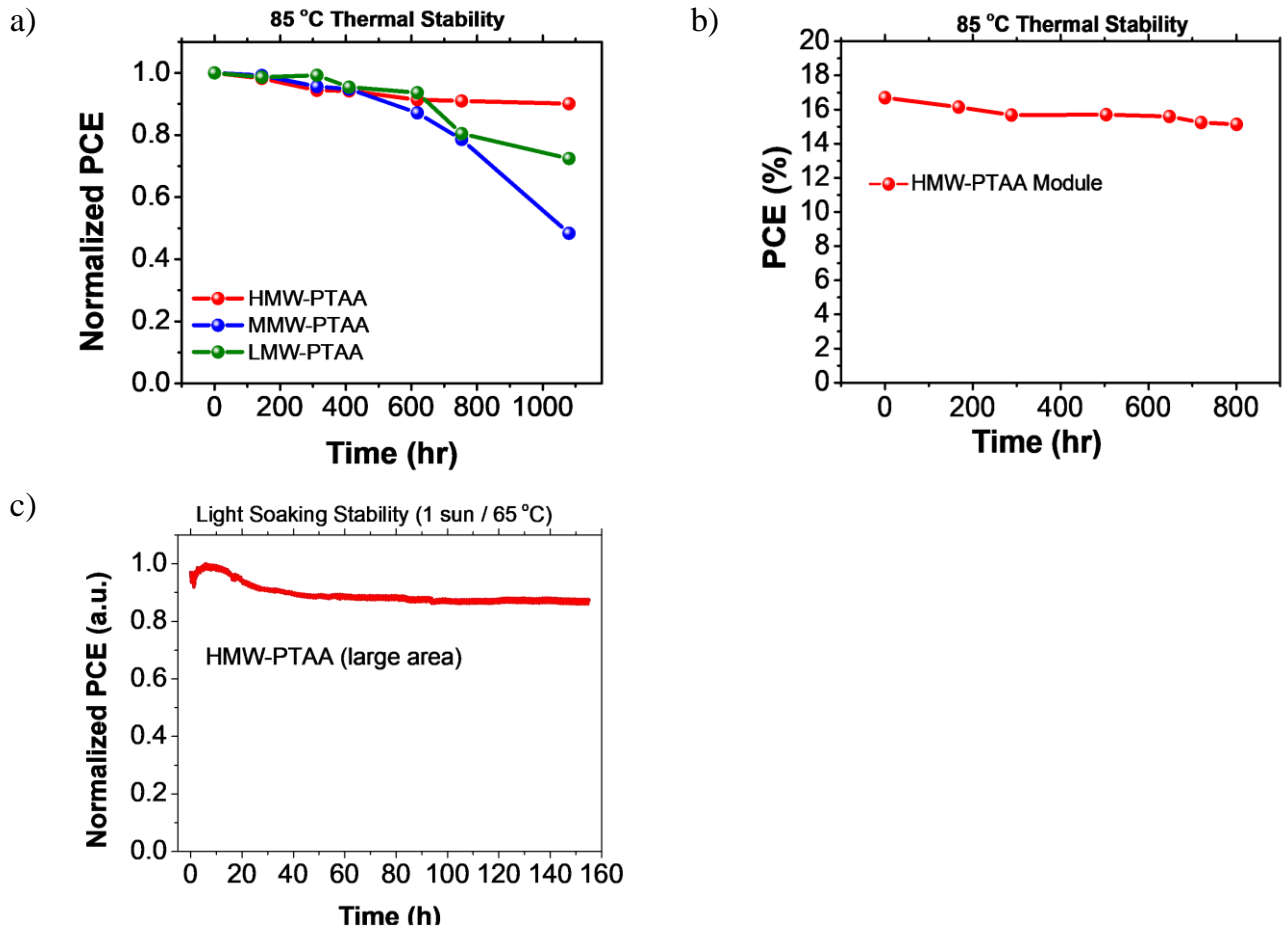 a)
85 °C Thermal Stability
Normalized PCE
1.0
0.8
0.6
0.4
0.2
0.0
HMW-PTAA
MMW-PTAA
LMW-PTAA
0 200 400 600 800 1000
Time (hr)
b)
85 °C Thermal Stability
PCE (%)
20
18
16
14
12
10
8
6
4
2
0
HMW-PTAA Module
0 200 400 600 800
Time (hr)
c)
Light Soaking Stability (1 sun / 65 °C)
Normalized PCE (a.u.)
1.0
0.8
0.6
0.4
0.2
0.0
HMW-PTAA (large area)
0 20 40 60 80 100 120 140 160
Time (h)